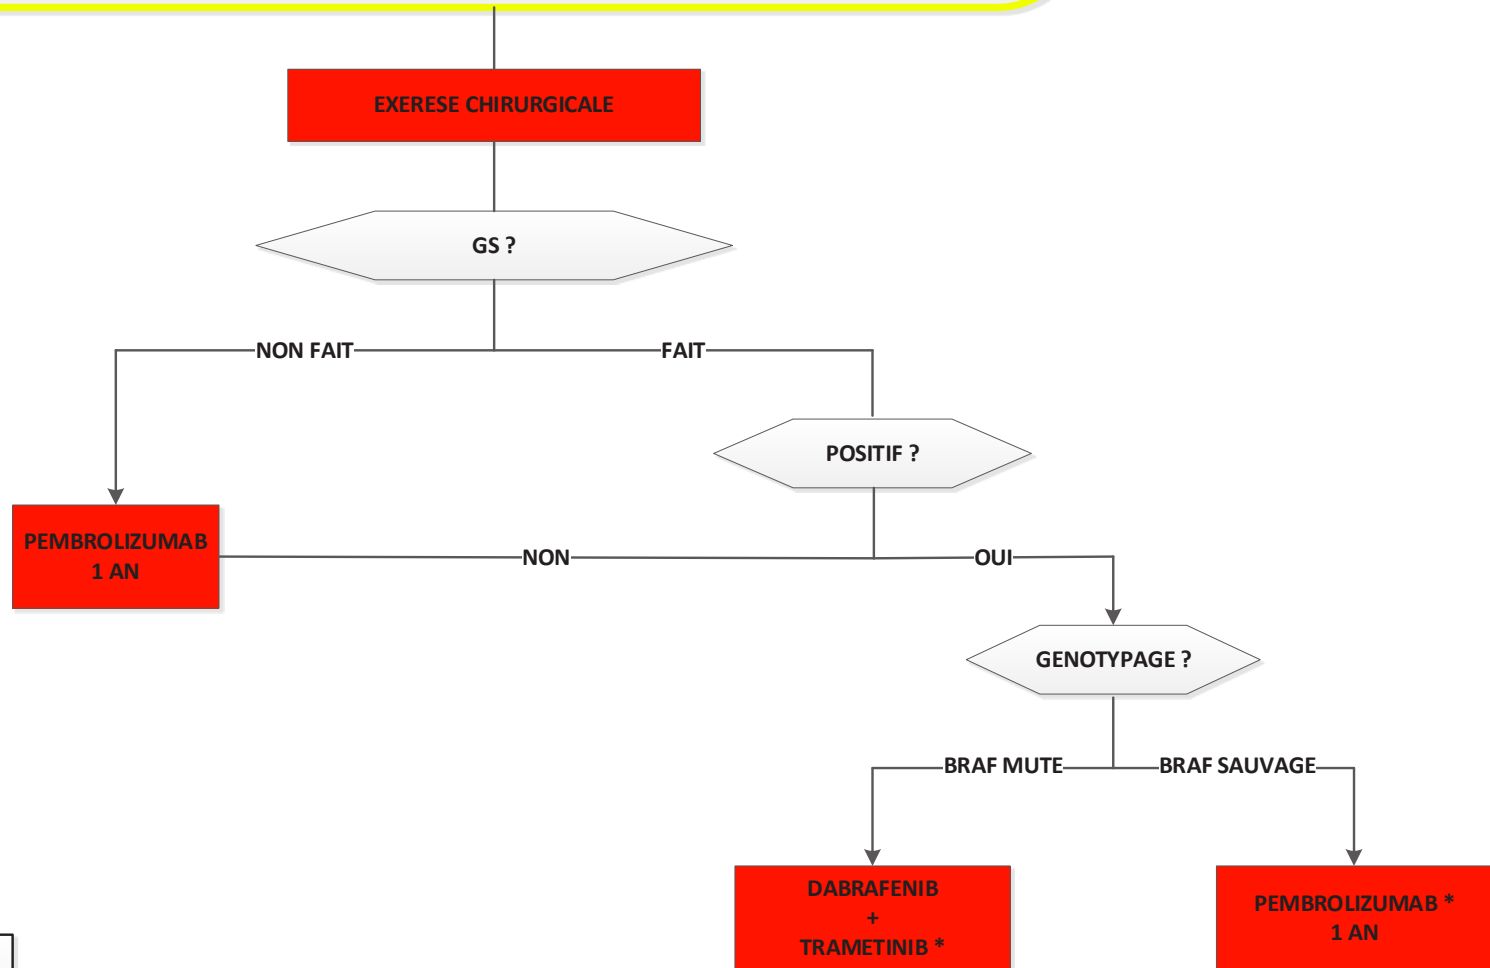 EXERESE CHIRURGICALE
GS ?
NON FAIT
FAIT
POSITIF ?
PEMBROLIZUMAB
1 AN
NON
OUI
GENOTYPAGE ?
BRAF MUTE
BRAF SAUVAGE
DABRAFENIB
+
TRAMETINIB *
PEMBROLIZUMAB *
1 AN